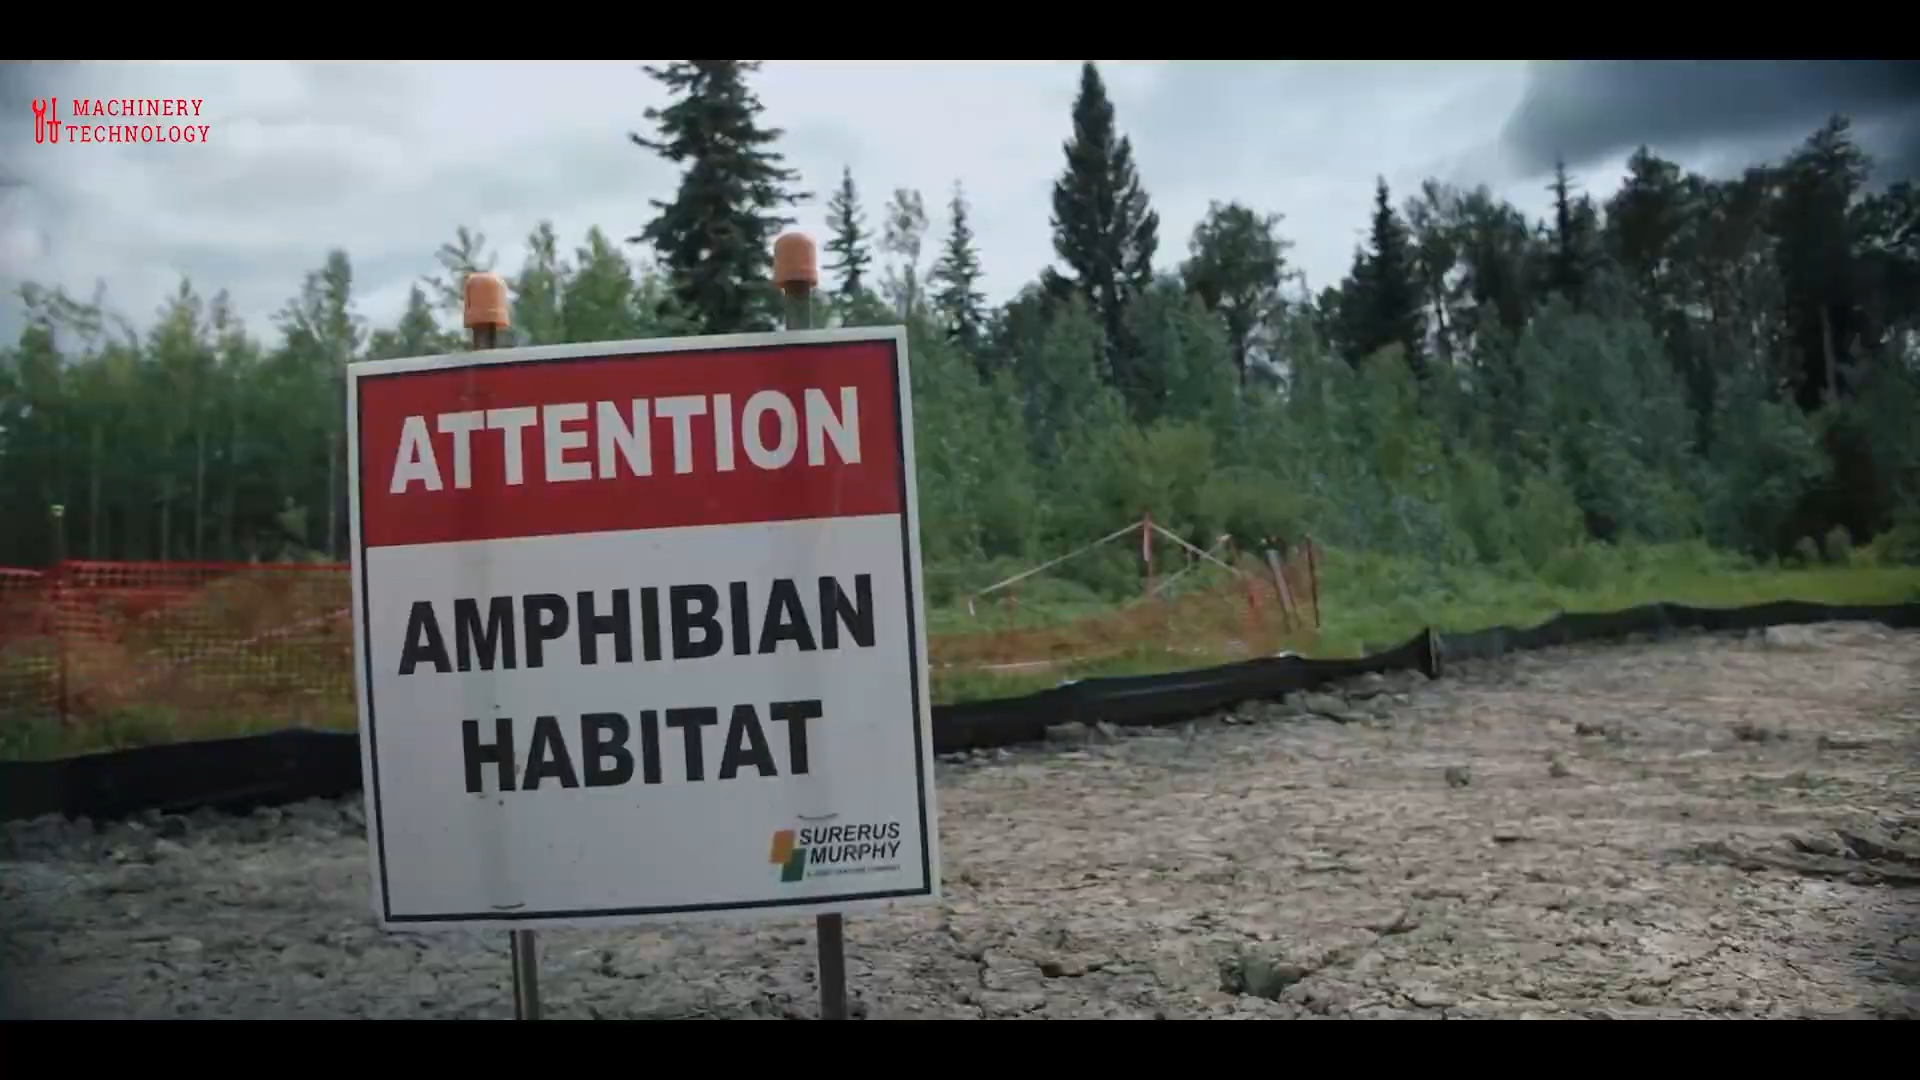 MACHINERY
TECHNOLOGY
ATTENTION
AMPHIBIAN
HABITAT
SURERUS
MURPHY